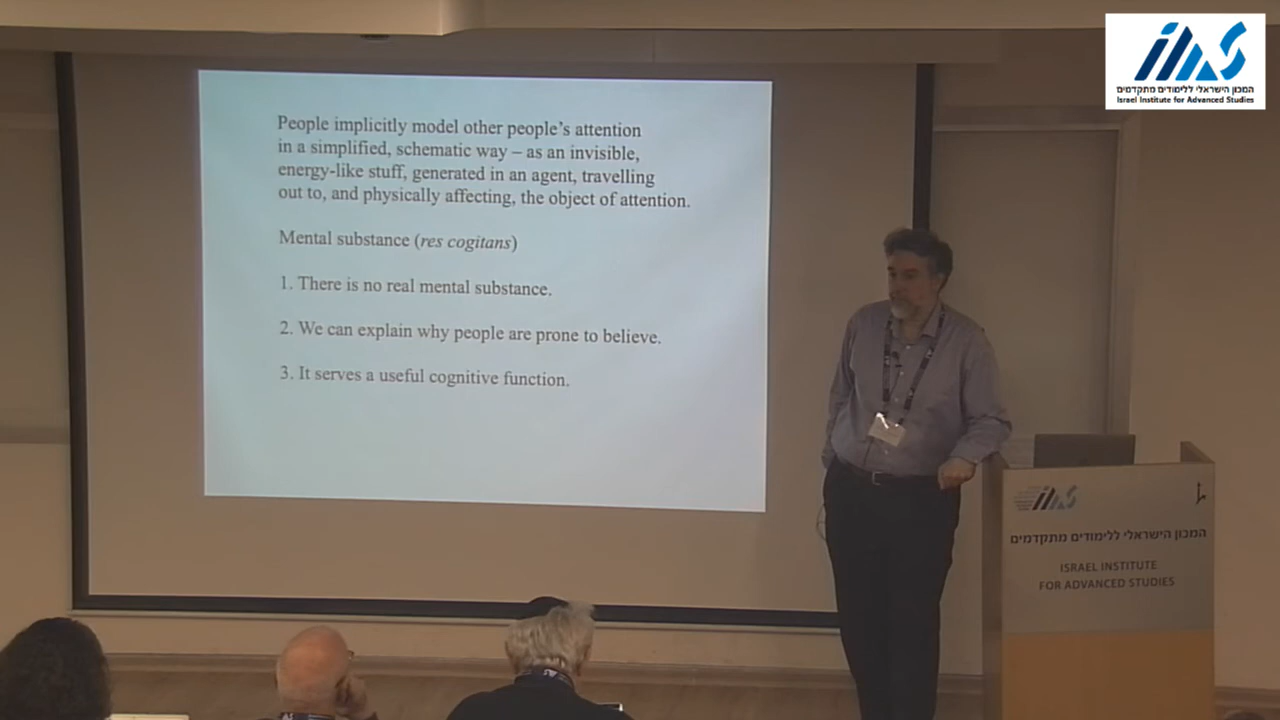 המכון הישראלי ללימודים מתקדמים
Israel Institute for Advanced Studies
People implicitly model other people's attention
in a simplified, schematic way – as an invisible,
energy-like stuff, generated in an agent, travelling
out to, and physically affecting, the object of attention.
Mental substance (res cogitans)
1. There is no real mental substance.
2. We can explain why people are prone to believe.
3. It serves a useful cognitive function.
המכון הישראלי ללימודים מתקדמים
ISRAEL INSTITUTE
FOR ADVANCED STUDIES